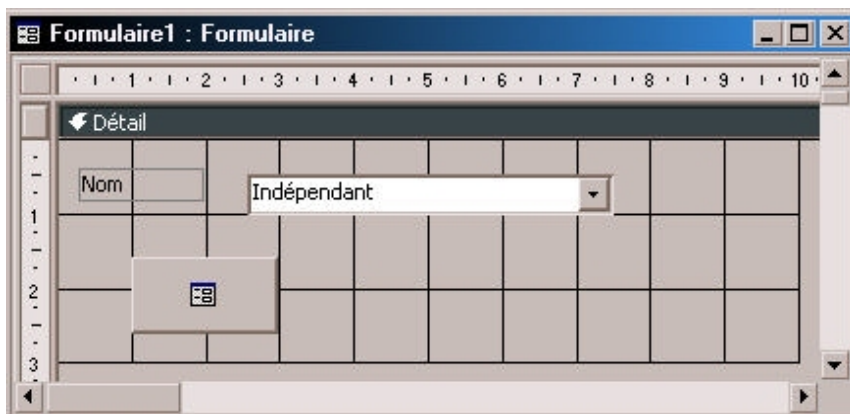 Formulaire1 : Formulaire
1 2 3 4 5 6 7 8 9 10
Détail
Nom
Indépendant
1
2
3